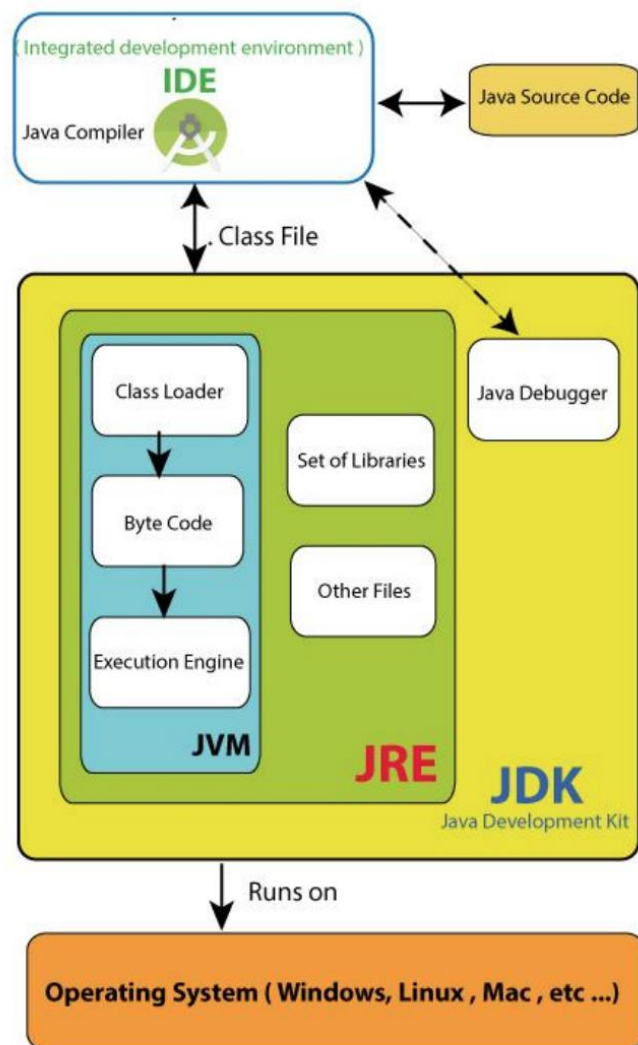 ( Integrated development environment )
IDE
Java Compiler
Java Source Code
. Class File
Class Loader
Java Debugger
Set of Libraries
Byte Code
Other Files
Execution Engine
JVM
JRE
JDK
Java Development Kit
Runs on
Operating System ( Windows, Linux , Mac , etc ...)